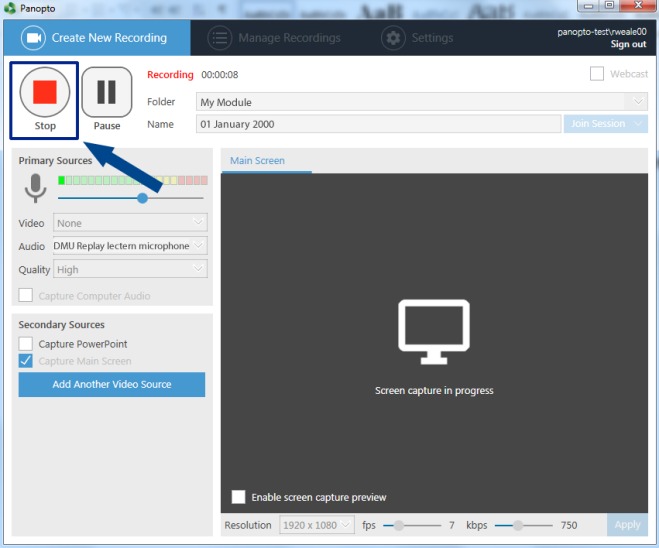 Panopto
Create New Recording
Manage Recordings
Settings
panopto-test\rweale00
Sign out
Recording 00:00:08
Webcast
Folder My Module
Name 01 January 2000 Join Session
Stop Pause
Primary Sources
Video None
Audio DMU Replay lectern microphone
Quality High
Capture Computer Audio
Secondary Sources
Capture PowerPoint
Capture Main Screen
Add Another Video Source
Main Screen
Screen capture in progress
Enable screen capture preview
Resolution 1920 x 1080 fps 7 kbps 750 Apply